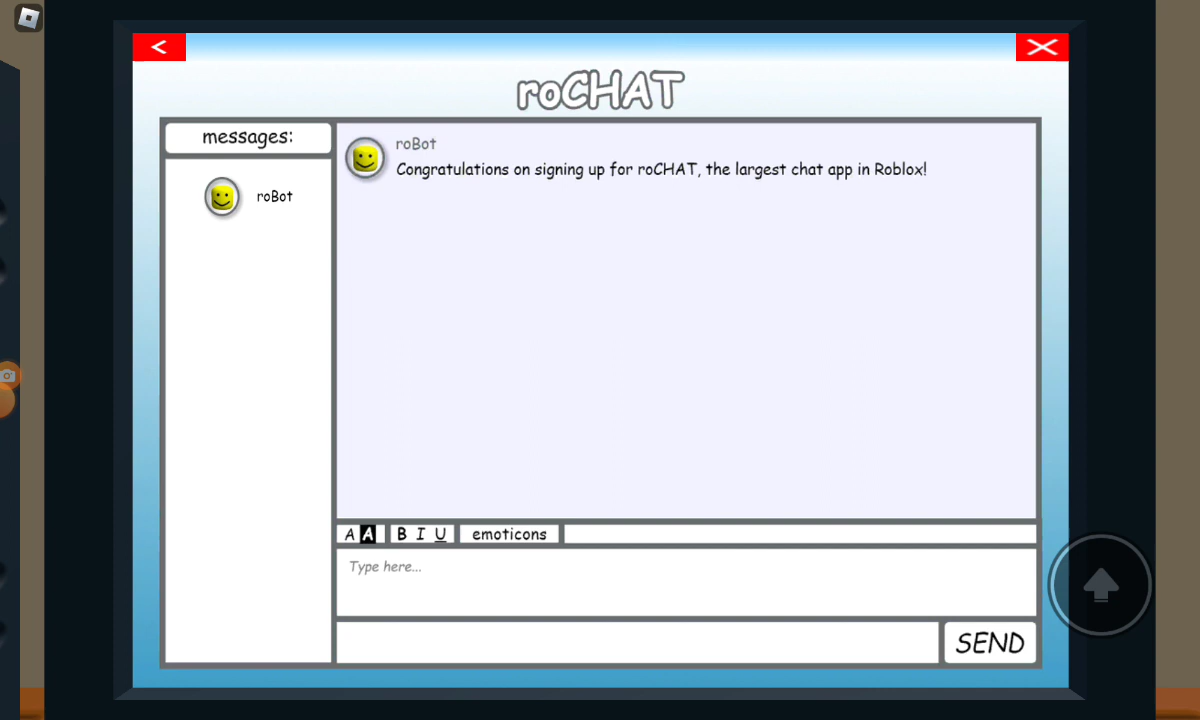 <
roCHAT
messages:
roBot
roBot
Congratulations on signing up for roCHAT, the largest chat app in Roblox!
A A B I U emoticons
Type here...
SEND